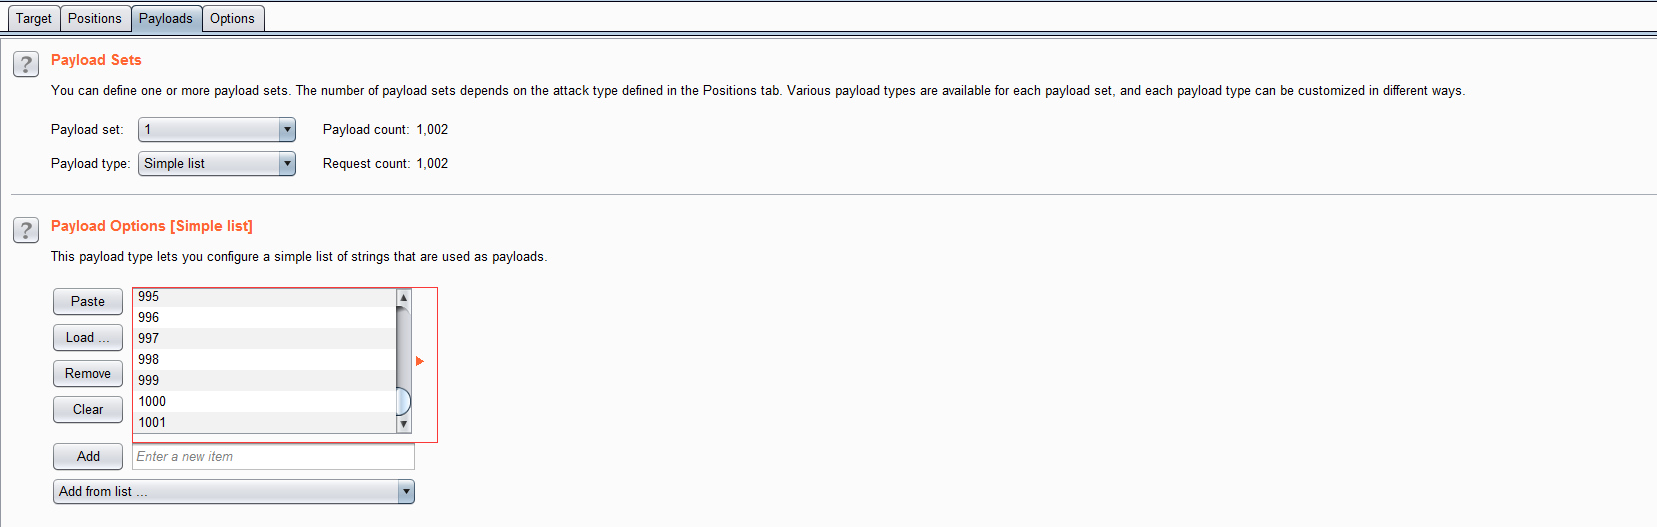 Target Positions Payloads Options
? Payload Sets
You can define one or more payload sets. The number of payload sets depends on the attack type defined in the Positions tab. Various payload types are available for each payload set, and each payload type can be customized in different ways.
Payload set: 1 Payload count: 1,002
Payload type: Simple list Request count: 1,002
? Payload Options [Simple list]
This payload type lets you configure a simple list of strings that are used as payloads.
Paste 995
996
Load ... 997
998
Remove 999
1000
Clear 1001
Add Enter a new item
Add from list ...